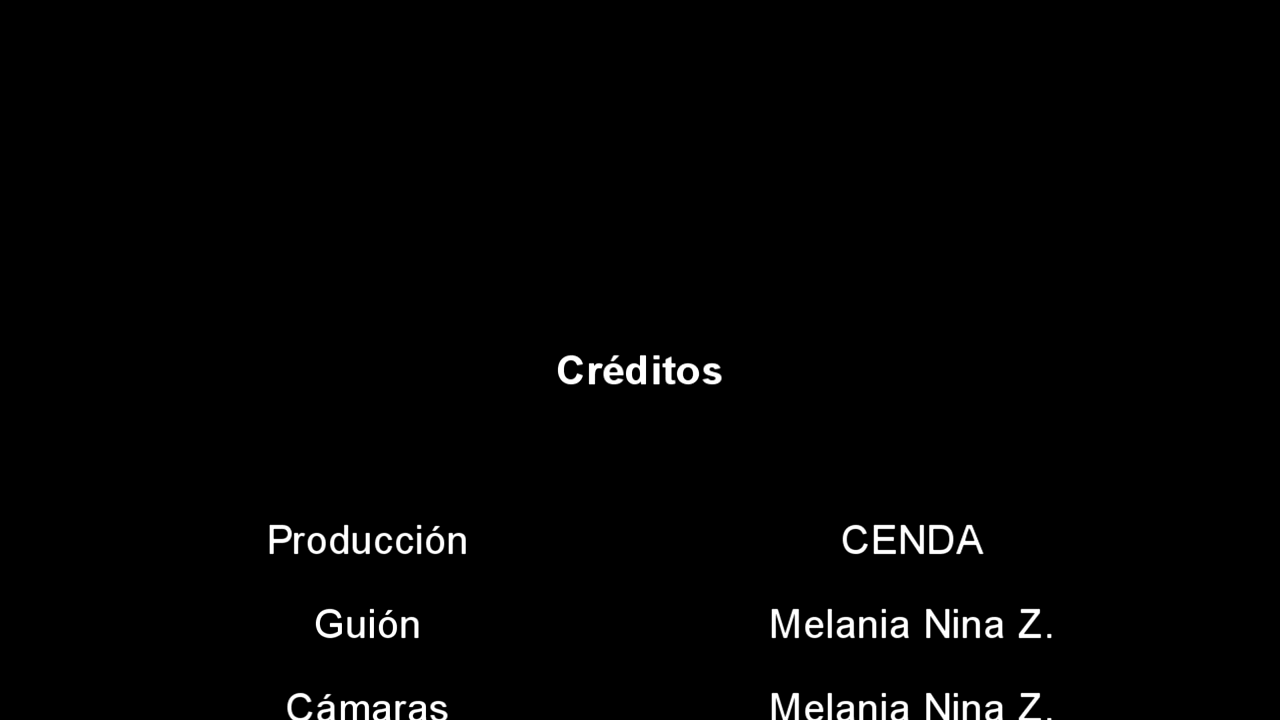 Créditos
Producción CENDA
Guión Melania Nina Z.
Cámaras Melania Nina Z.